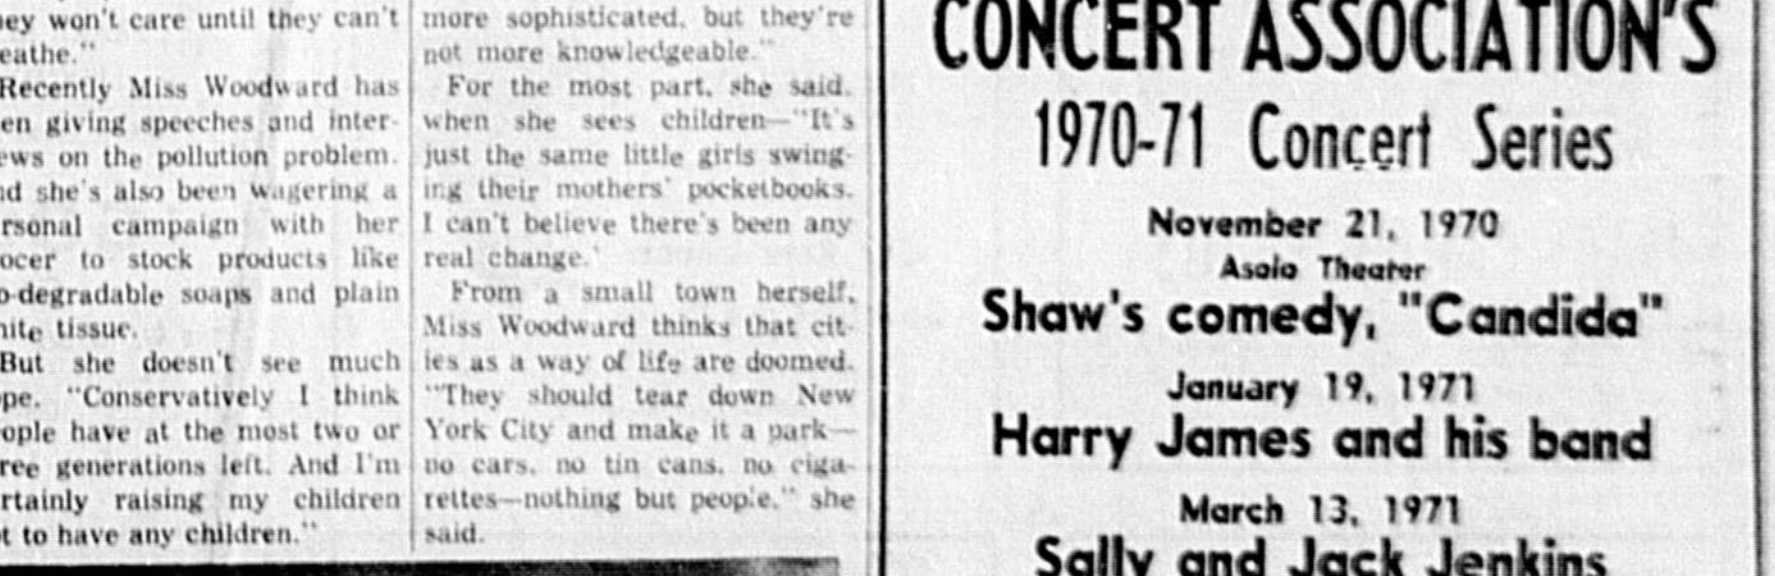 ey won't care until they can't
eathe."
Recently Miss Woodward has
en giving speeches and inter-
ews on the pollution problem.
d she's also been wagering a
rsonal campaign with her
ocer to stock products like
o-degradable soaps and plain
ite tissue.
But she doesn't see much
pe. "Conservatively I think
ople have at the most two or
ree generations left. And I'm
rtainly raising my children
t to have any children."
more sophisticated, but they're
not more knowledgeable."
For the most part, she said,
when she sees children—"It's
just the same little girls swing-
ing their mothers' pocketbooks.
I can't believe there's been any
real change.'
From a small town herself,
Miss Woodward thinks that cit-
ies as a way of life are doomed.
"They should tear down New
York City and make it a park—
no cars, no tin cans, no ciga-
rettes—nothing but people," she
said.
CONCERT ASSOCIATION'S
1970-71 Concert Series
November 21, 1970
Asolo Theater
Shaw's comedy, "Candida"
January 19, 1971
Harry James and his band
March 13, 1971
Sally and Jack Jenkins